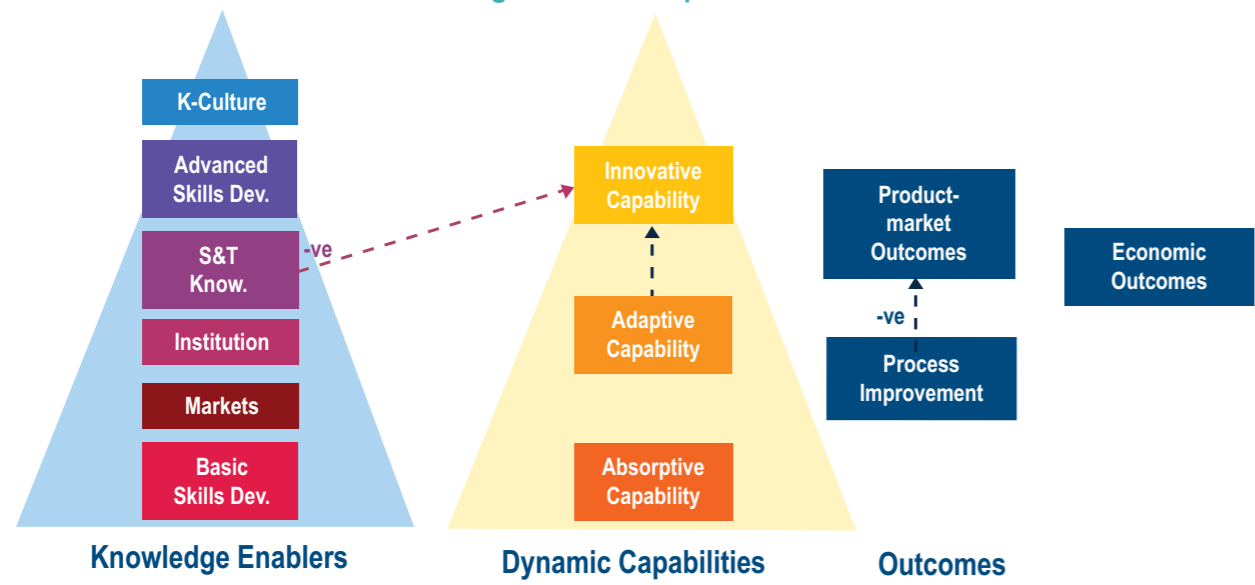 K-Culture
Advanced
Skills Dev.
S&T
Know.
-ve
Institution
Markets
Basic
Skills Dev.
Knowledge Enablers
Innovative
Capability
Adaptive
Capability
Absorptive
Capability
Dynamic Capabilities
Product-
market
Outcomes
-ve
Process
Improvement
Economic
Outcomes
Outcomes